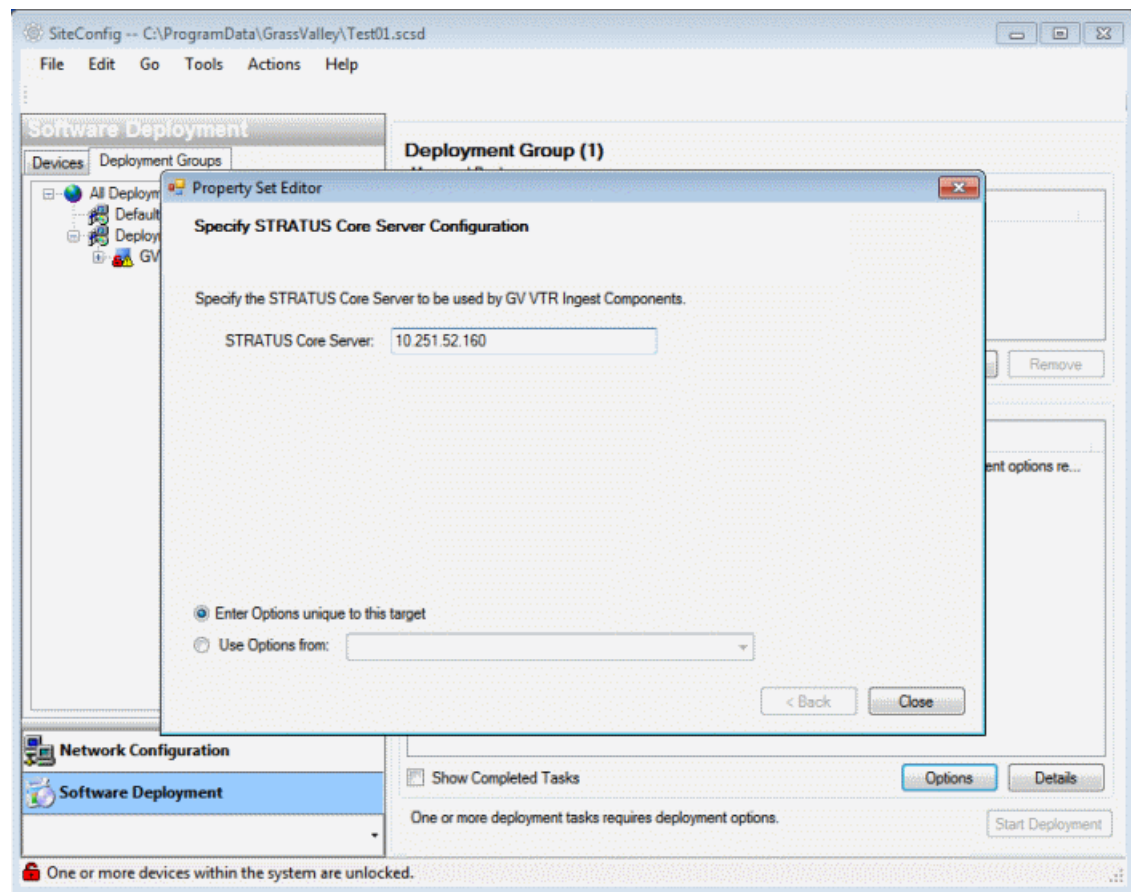 SiteConfig -- C:\ProgramData\GrassValley\Test01.scsd
File Edit Go Tools Actions Help
Software Deployment
Devices Deployment Groups
All Deploym
Default
Deploy
GV
Deployment Group (1)
Property Set Editor
Specify STRATUS Core Server Configuration
Specify the STRATUS Core Server to be used by GV VTR Ingest Components.
STRATUS Core Server: 10.251.52.160
Enter Options unique to this target
Use Options from:
< Back Close
Remove
ent options re...
Network Configuration
Software Deployment
Show Completed Tasks
Options Details
One or more deployment tasks requires deployment options.
Start Deployment
One or more devices within the system are unlocked.